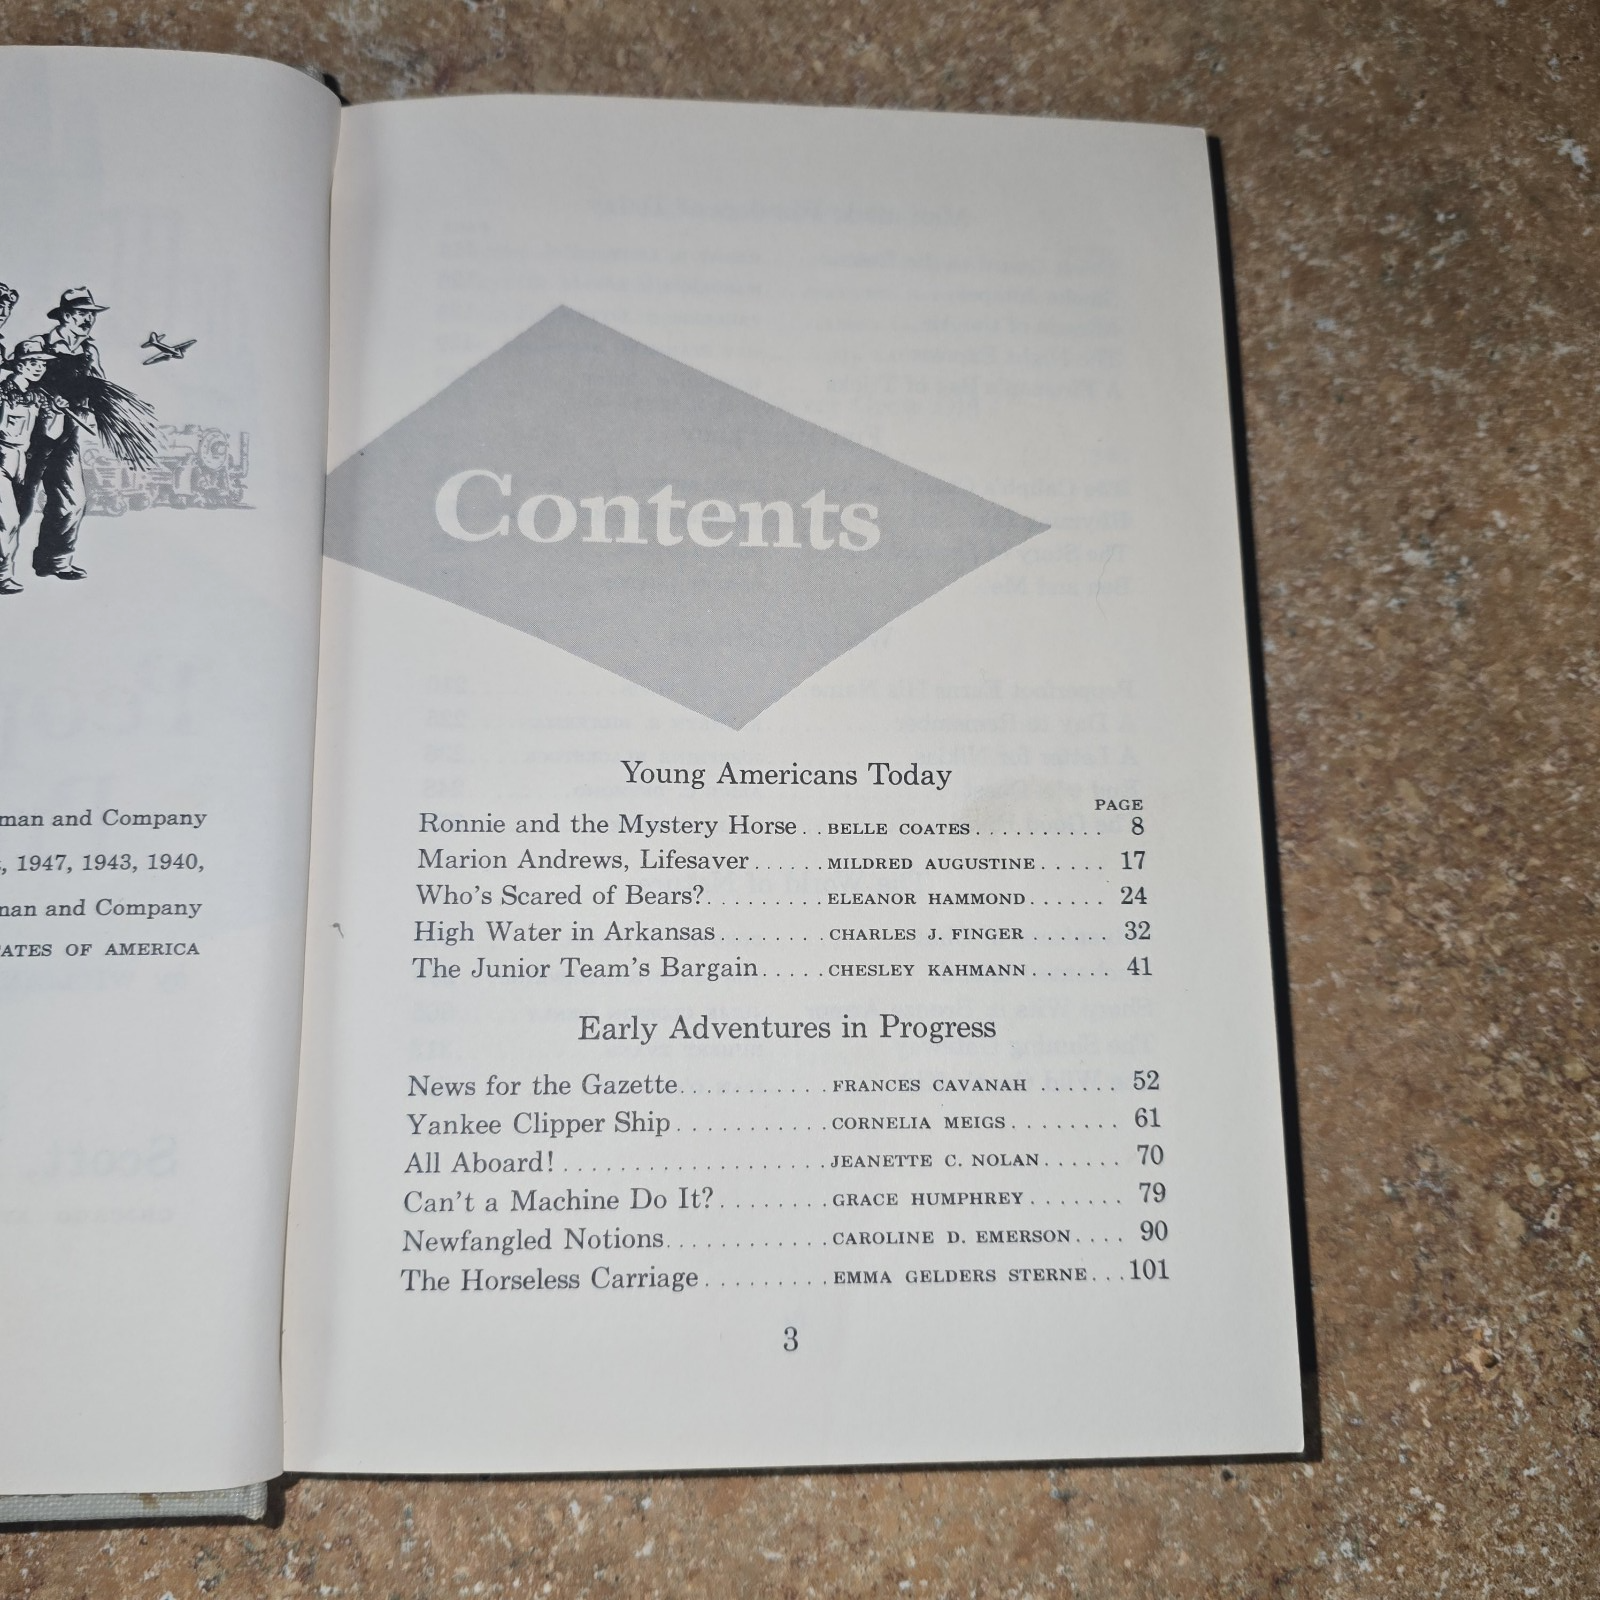 man and Company
, 1947, 1943, 1940,
man and Company
ATES OF AMERICA
Contents
Young Americans Today
PAGE
Ronnie and the Mystery Horse . . BELLE COATES . . . . . . . . . . 8
Marion Andrews, Lifesaver . . . . . . MILDRED AUGUSTINE . . . . . 17
Who's Scared of Bears? . . . . . . . . . ELEANOR HAMMOND . . . . . . 24
High Water in Arkansas . . . . . . . . CHARLES J. FINGER . . . . . . 32
The Junior Team's Bargain . . . . . CHESLEY KAHMANN . . . . . . 41
Early Adventures in Progress
News for the Gazette . . . . . . . . . . . FRANCES CAVANAH . . . . . . 52
Yankee Clipper Ship . . . . . . . . . . . CORNELIA MEIGS . . . . . . . . 61
All Aboard! . . . . . . . . . . . . . . . . . . . JEANETTE C. NOLAN . . . . . . 70
Can't a Machine Do It? . . . . . . . . GRACE HUMPHREY . . . . . . . 79
Newfangled Notions . . . . . . . . . . . . CAROLINE D. EMERSON . . . . 90
The Horseless Carriage . . . . . . . . . EMMA GELDERS STERNE . . . 101
3